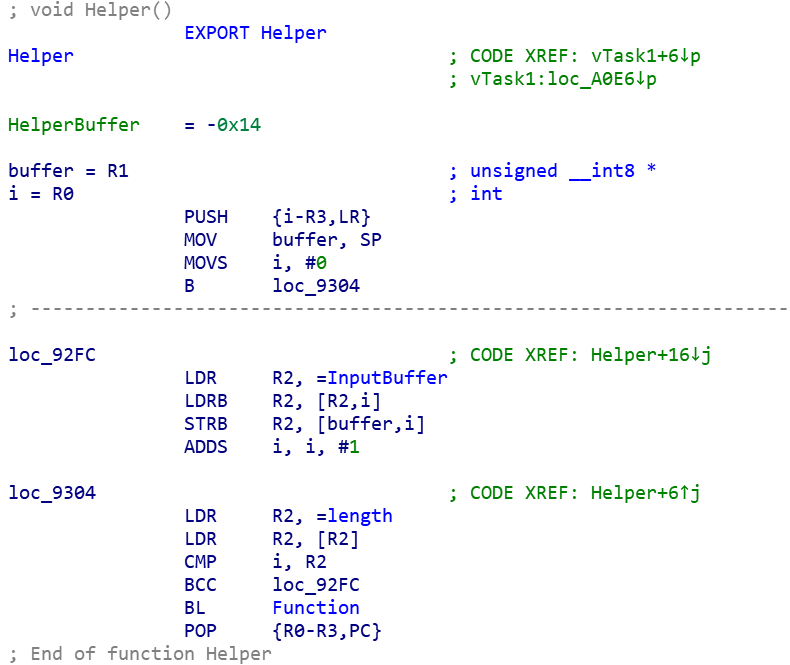 ; void Helper()
EXPORT Helper
Helper ; CODE XREF: vTask1+6↓p
; vTask1:loc_A0E6↓p
HelperBuffer = -0x14
buffer = R1 ; unsigned __int8 *
i = R0 ; int
PUSH {i-R3,LR}
MOV buffer, SP
MOVS i, #0
B loc_9304
; ---------------------------------------------------------------------
loc_92FC ; CODE XREF: Helper+16↓j
LDR R2, =InputBuffer
LDRB R2, [R2,i]
STRB R2, [buffer,i]
ADDS i, i, #1
loc_9304 ; CODE XREF: Helper+6↑j
LDR R2, =length
LDR R2, [R2]
CMP i, R2
BCC loc_92FC
BL Function
POP {R0-R3,PC}
; End of function Helper